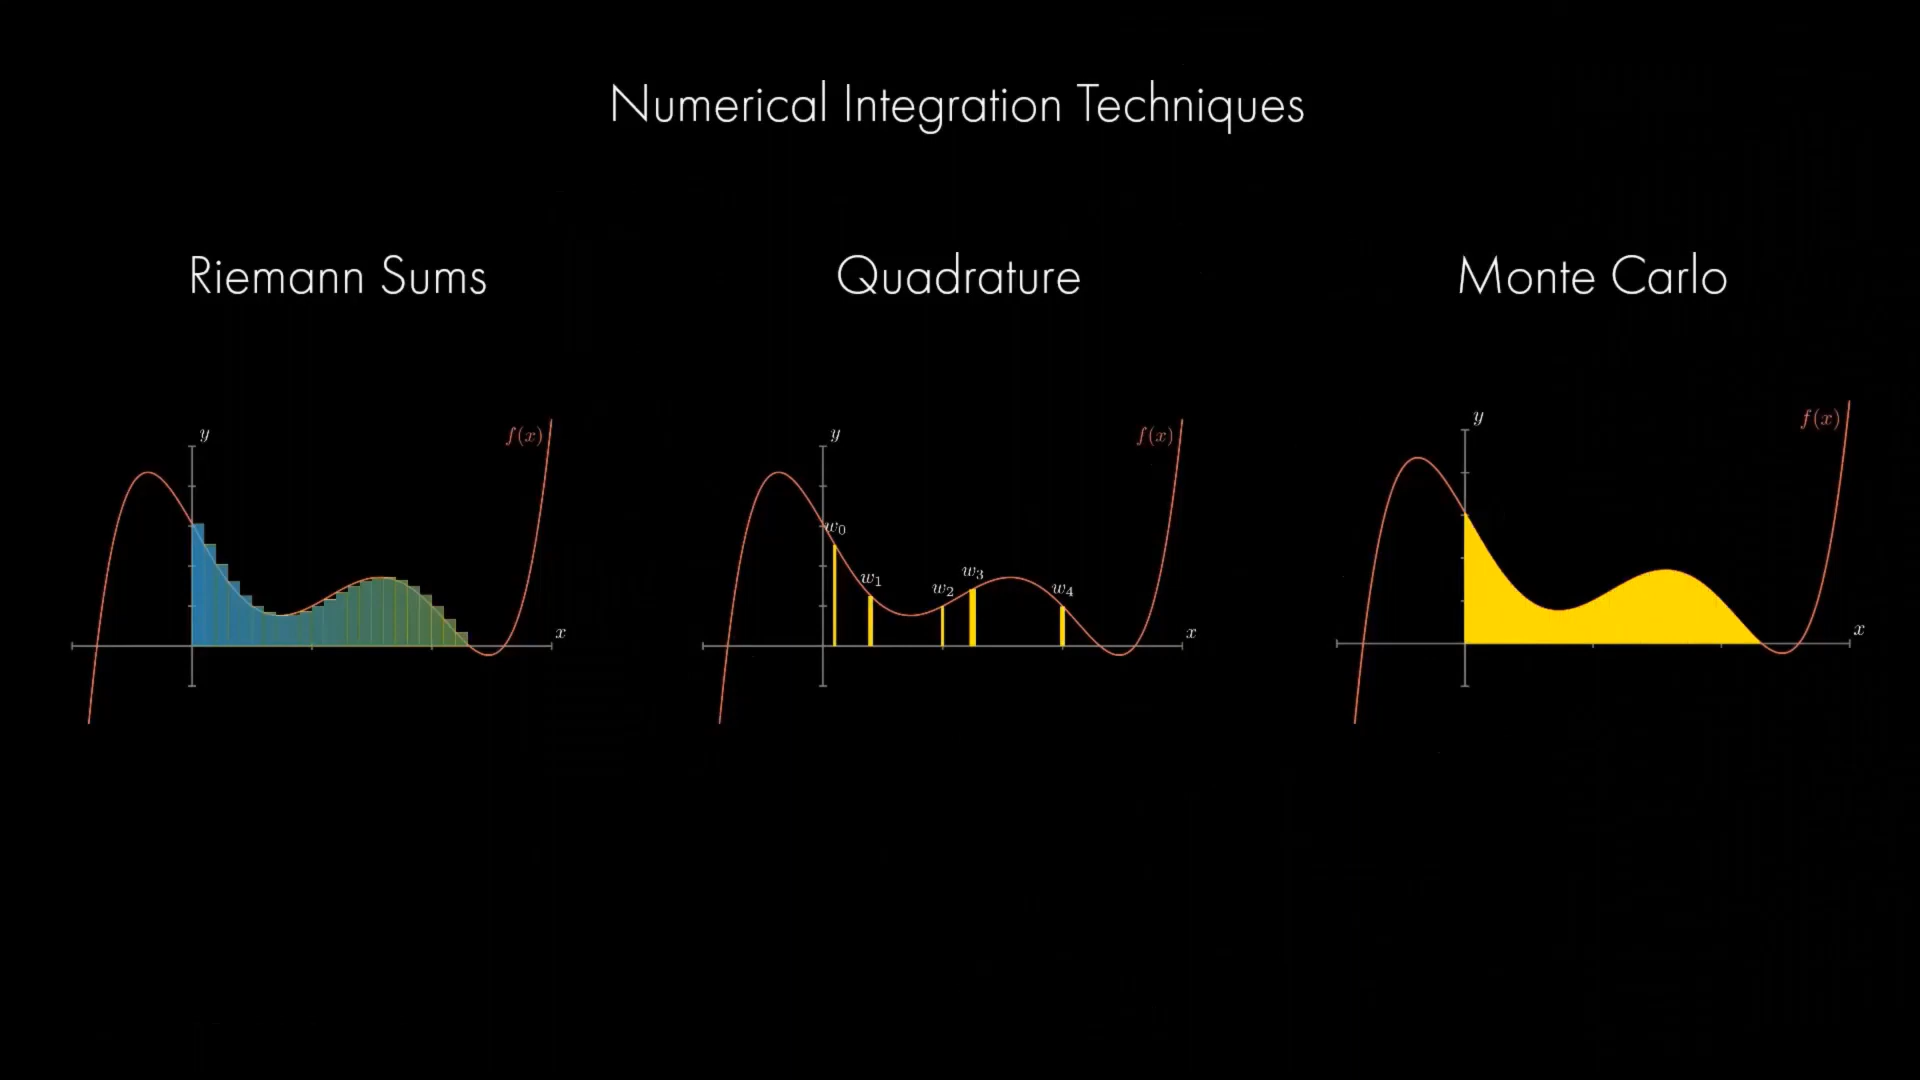 Numerical Integration Techniques
Riemann Sums
y
f(x)
x
Quadrature
y
f(x)
w₀
w₁
w₂
w₃
w₄
x
Monte Carlo
y
f(x)
x